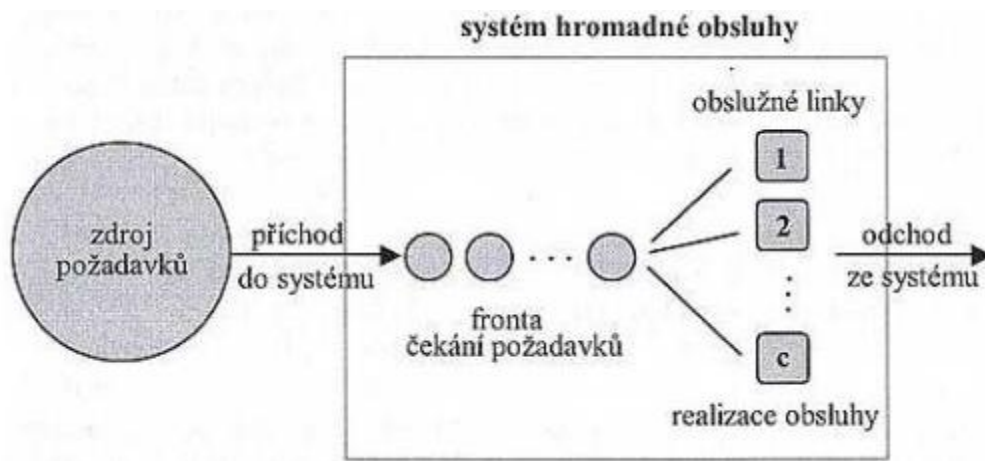 systém hromadné obsluhy
obslužné linky
1
2
c
zdroj
požadavků
příchod
do systému
fronta
čekání požadavků
odchod
ze systému
realizace obsluhy